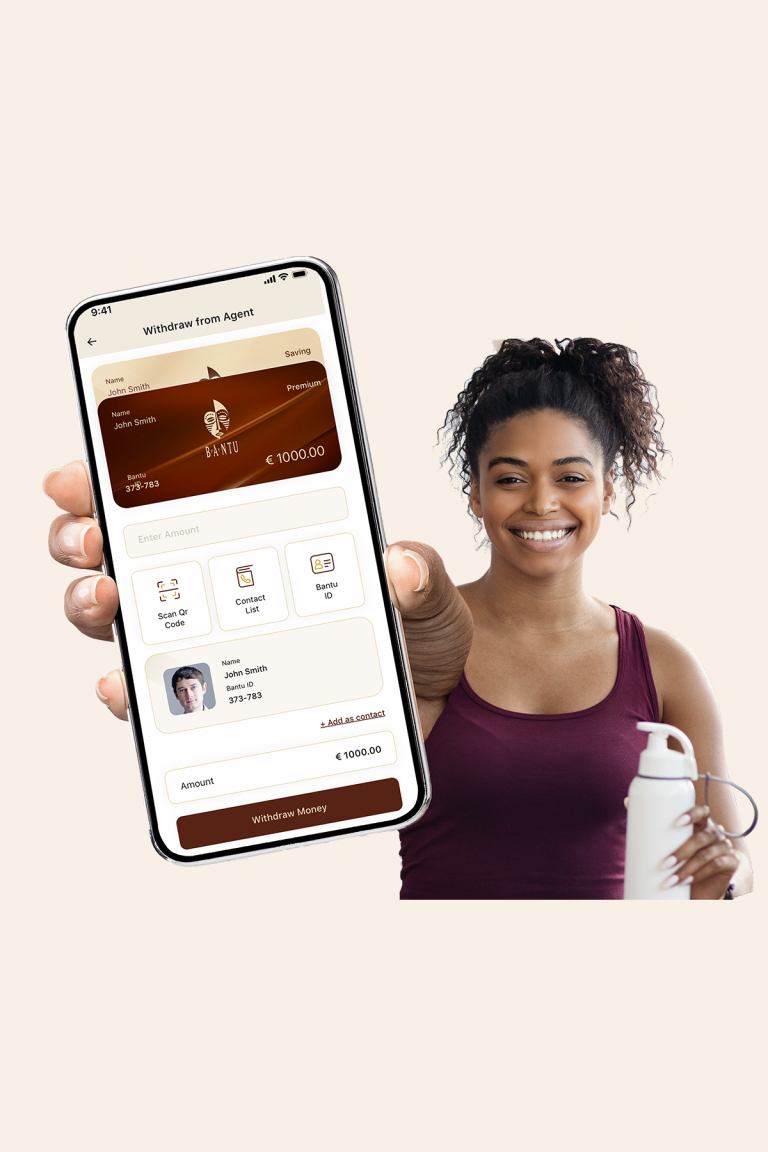 9:41
Withdraw from Agent
Saving
Name
John Smith
Premium
Name
John Smith
B·A·N·T·U
€ 1000.00
Bantu
ID
373-783
Enter Amount
Scan Qr
Code
Contact
List
Bantu
ID
Name
John Smith
Bantu ID
373-783
+ Add as contact
Amount
€ 1000.00
Withdraw Money